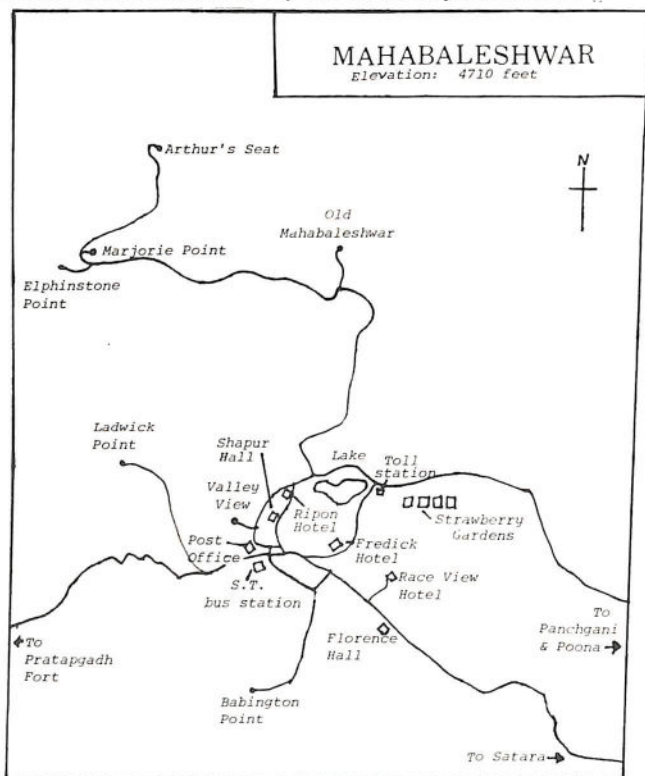 MAHABALESHWAR
Elevation: 4710 feet
N
Arthur's Seat
Old
Mahabaleshwar
Marjorie Point
Elphinstone
Point
Ladwick
Point
Shapur
Hall
Lake
Toll
station
Valley
View
Ripon
Hotel
Strawberry
Gardens
Post
Office
Fredick
Hotel
S.T.
bus station
Race View
Hotel
To
Panchgani
& Poona
To
Pratapgadh
Fort
Florence
Hall
Babington
Point
To Satara